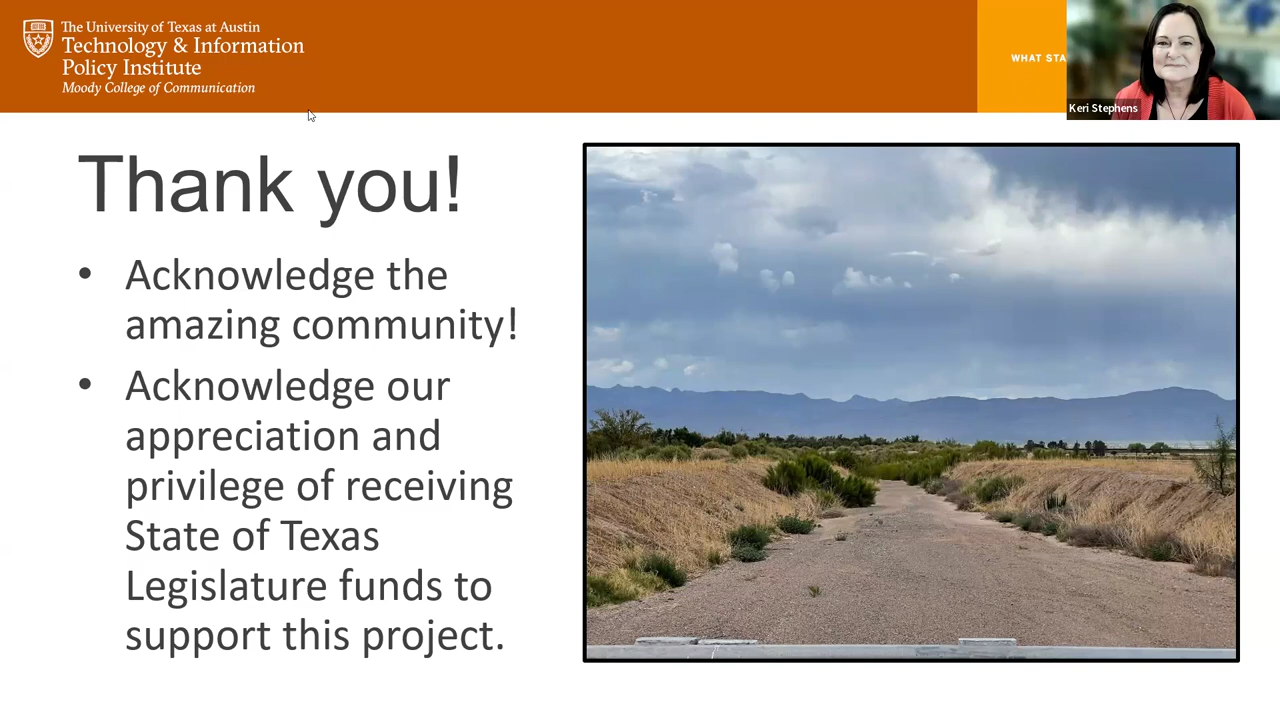 The University of Texas at Austin
Technology & Information
Policy Institute
Moody College of Communication
WHAT STA
Keri Stephens
Thank you!
• Acknowledge the
amazing community!
• Acknowledge our
appreciation and
privilege of receiving
State of Texas
Legislature funds to
support this project.